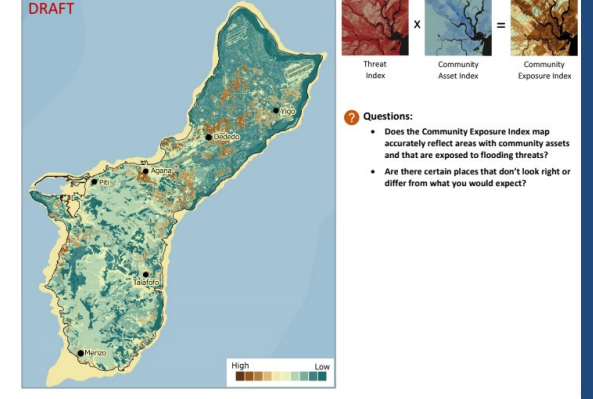 DRAFT
Yigo
Dededo
Agana
Piti
Talafofo
Merizo
High Low
x =
Threat
Index
Community
Asset Index
Community
Exposure Index
? Questions:
• Does the Community Exposure Index map
accurately reflect areas with community assets
and that are exposed to flooding threats?
• Are there certain places that don't look right or
differ from what you would expect?